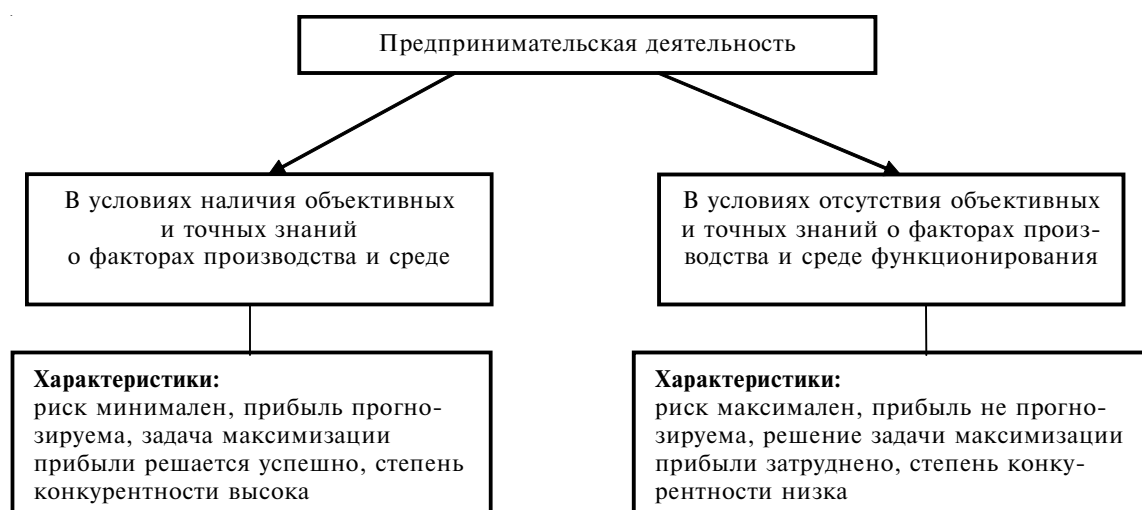 Предпринимательская деятельность
В условиях наличия объективных
и точных знаний
о факторах производства и среде
В условиях отсутствия объективных
и точных знаний о факторах произ-
водства и среде функционирования
Характеристики:
риск минимален, прибыль прогно-
зируема, задача максимизации
прибыли решается успешно, степень
конкурентности высока
Характеристики:
риск максимален, прибыль не прогно-
зируема, решение задачи максимизации
прибыли затруднено, степень конку-
рентности низка